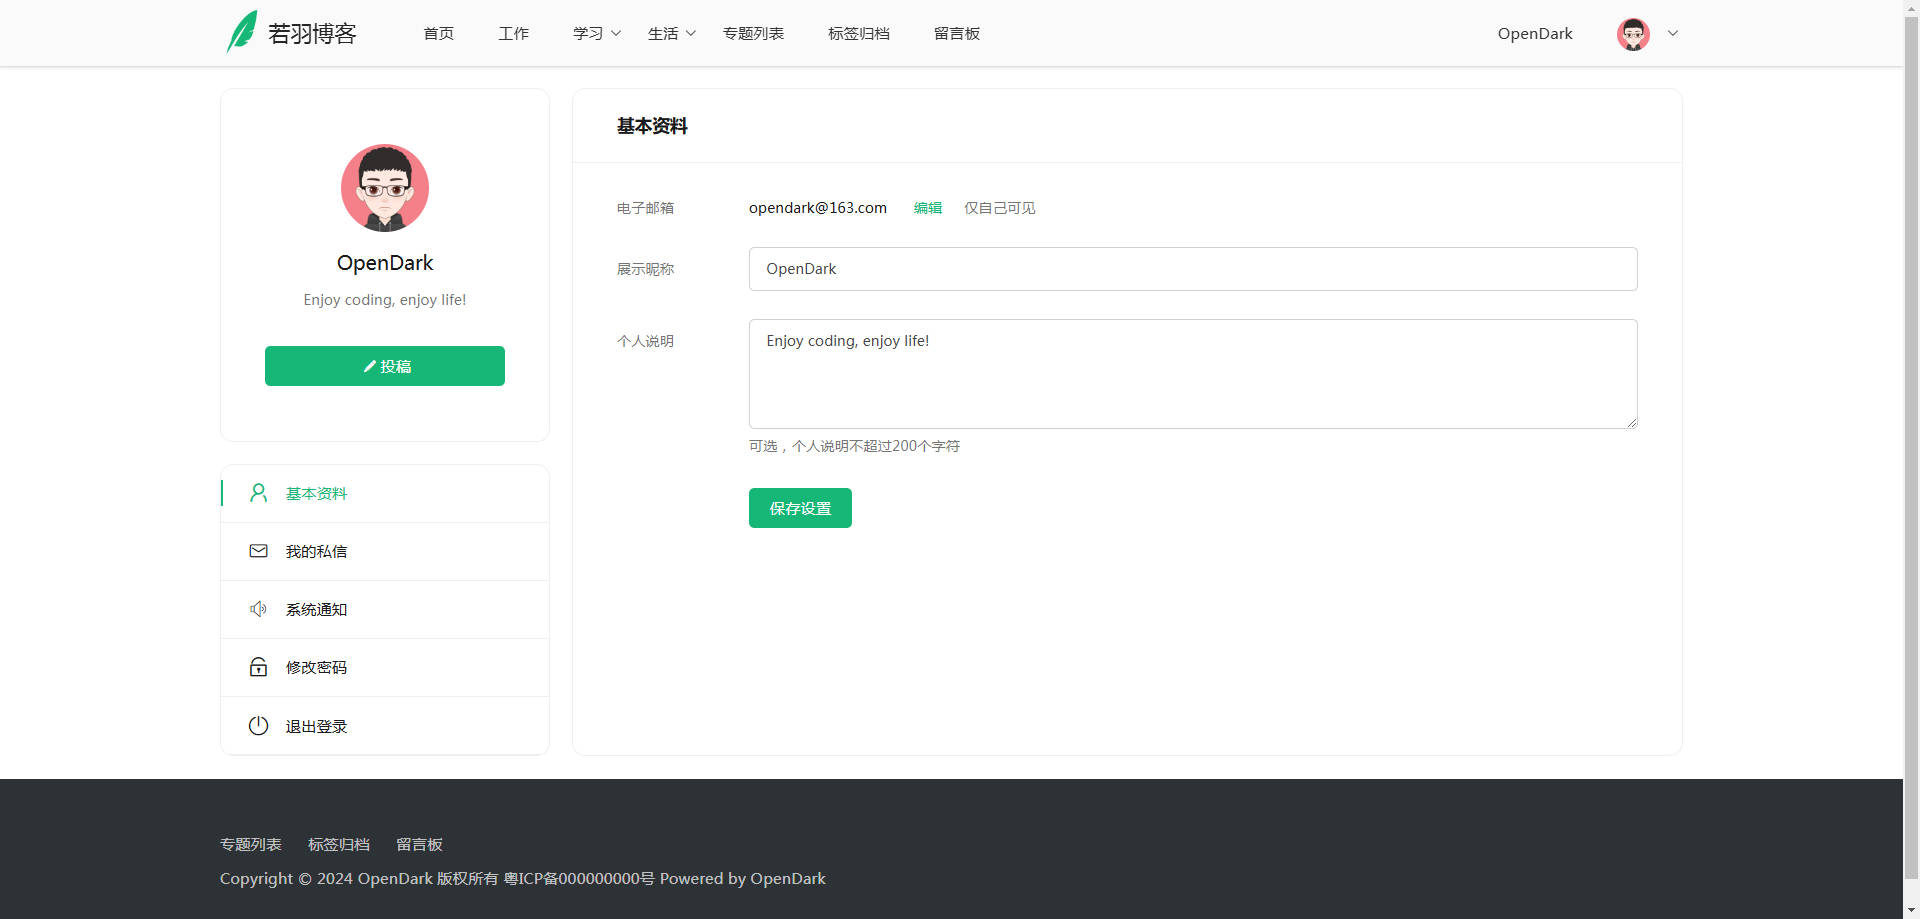 若羽博客 首页 工作 学习 生活 专题列表 标签归档 留言板 OpenDark
OpenDark
Enjoy coding, enjoy life!
投稿
基本资料
我的私信
系统通知
修改密码
退出登录
基本资料
电子邮箱 opendark@163.com 编辑 仅自己可见
展示昵称 OpenDark
个人说明 Enjoy coding, enjoy life!
可选，个人说明不超过200个字符
保存设置
专题列表 标签归档 留言板
Copyright © 2024 OpenDark 版权所有 粤ICP备000000000号 Powered by OpenDark